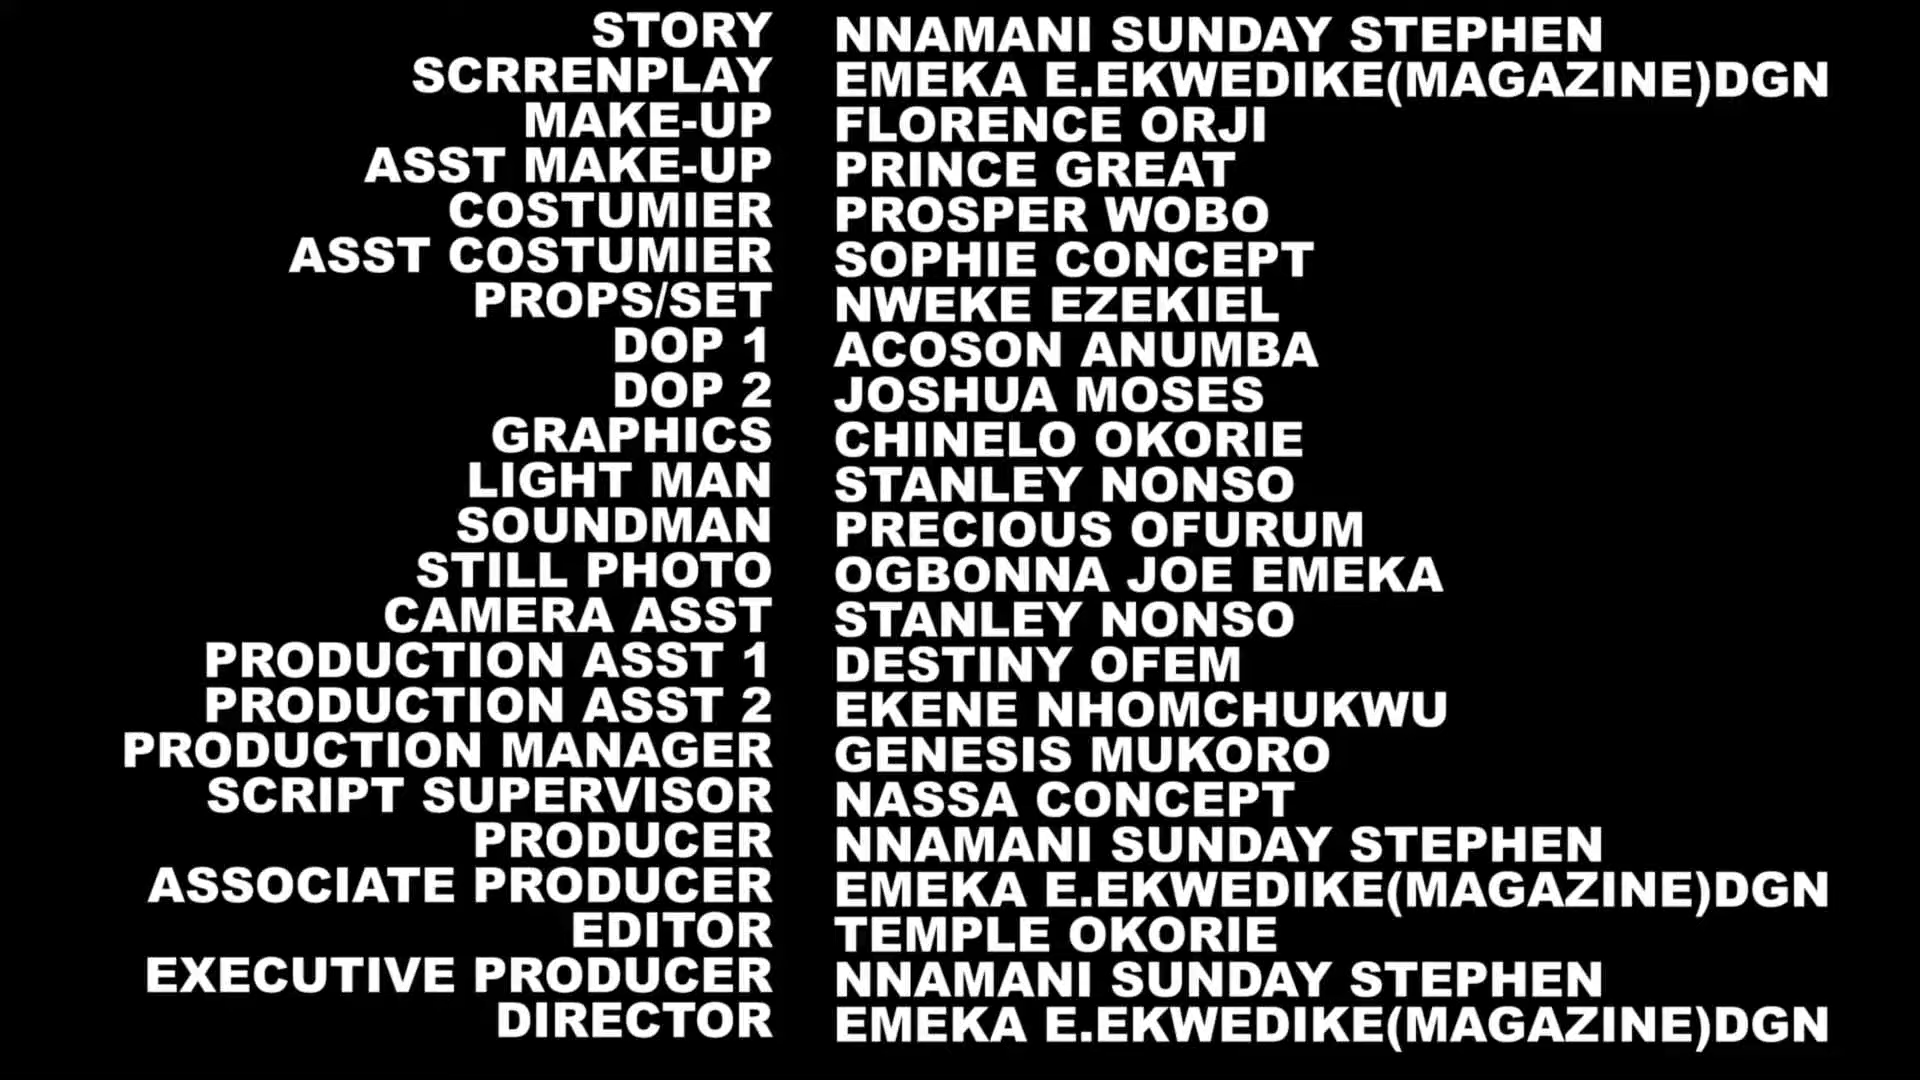 STORY NNAMANI SUNDAY STEPHEN
SCRRENPLAY EMEKA E.EKWEDIKE(MAGAZINE)DGN
MAKE-UP FLORENCE ORJI
ASST MAKE-UP PRINCE GREAT
COSTUMIER PROSPER WOBO
ASST COSTUMIER SOPHIE CONCEPT
PROPS/SET NWEKE EZEKIEL
DOP 1 ACOSON ANUMBA
DOP 2 JOSHUA MOSES
GRAPHICS CHINELO OKORIE
LIGHT MAN STANLEY NONSO
SOUNDMAN PRECIOUS OFURUM
STILL PHOTO OGBONNA JOE EMEKA
CAMERA ASST STANLEY NONSO
PRODUCTION ASST 1 DESTINY OFEM
PRODUCTION ASST 2 EKENE NHOMCHUKWU
PRODUCTION MANAGER GENESIS MUKORO
SCRIPT SUPERVISOR NASSA CONCEPT
PRODUCER NNAMANI SUNDAY STEPHEN
ASSOCIATE PRODUCER EMEKA E.EKWEDIKE(MAGAZINE)DGN
EDITOR TEMPLE OKORIE
EXECUTIVE PRODUCER NNAMANI SUNDAY STEPHEN
DIRECTOR EMEKA E.EKWEDIKE(MAGAZINE)DGN